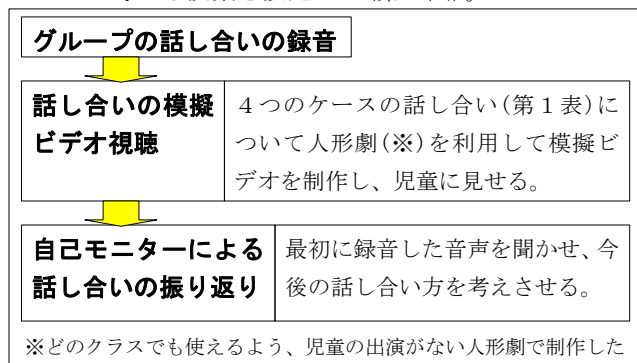 グループの話し合いの録音
話し合いの模擬
ビデオ視聴
４つのケースの話し合い(第１表)に
ついて人形劇(※)を利用して模擬ビ
デオを制作し、児童に見せる。
自己モニターによる
話し合いの振り返り
最初に録音した音声を聞かせ、今
後の話し合い方を考えさせる。
※どのクラスでも使えるよう、児童の出演がない人形劇で制作した